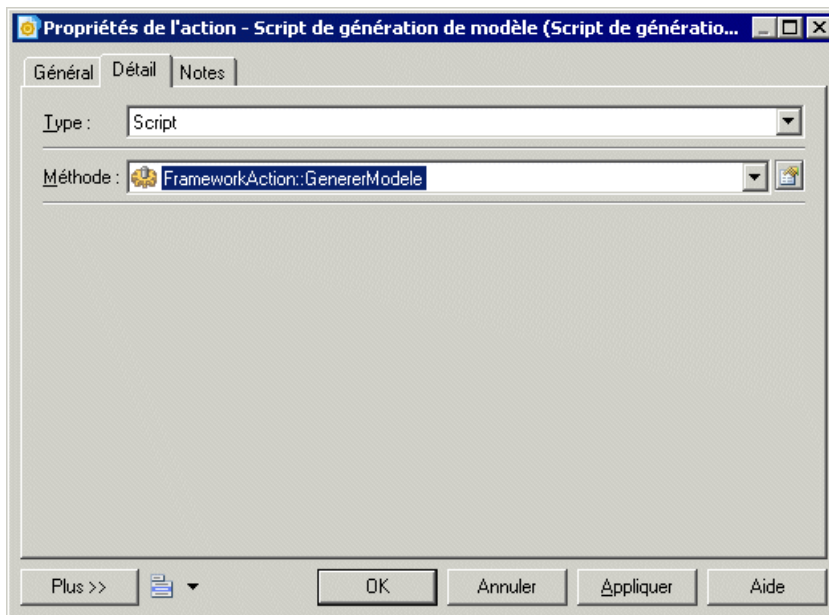 Propriétés de l'action - Script de génération de modèle (Script de génératio...
Général Détail Notes
Type : Script
Méthode : FrameworkAction::GenererModele
Plus >> OK Annuler Appliquer Aide